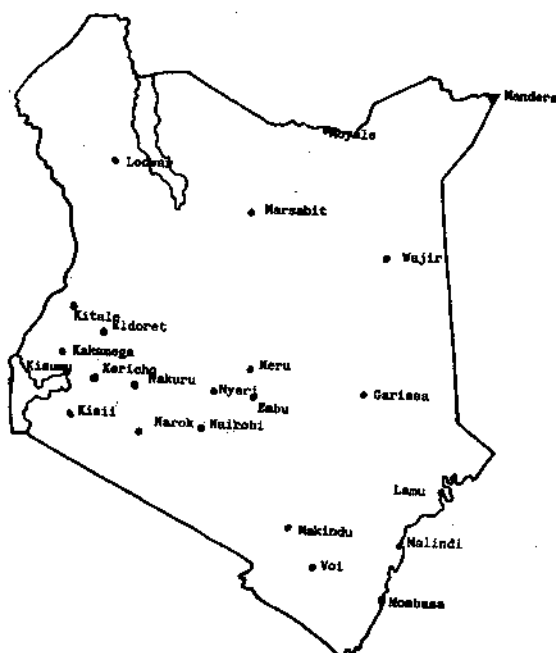 Mandera
Moyale
Lodwar
Marsabit
Wajir
Kitale
Eldoret
Kakamega
Kisumu
Kericho
Nakuru
Meru
Nyeri
Embu
Garissa
Kisii
Narok
Nairobi
Lamu
Makindu
Malindi
Voi
Mombasa